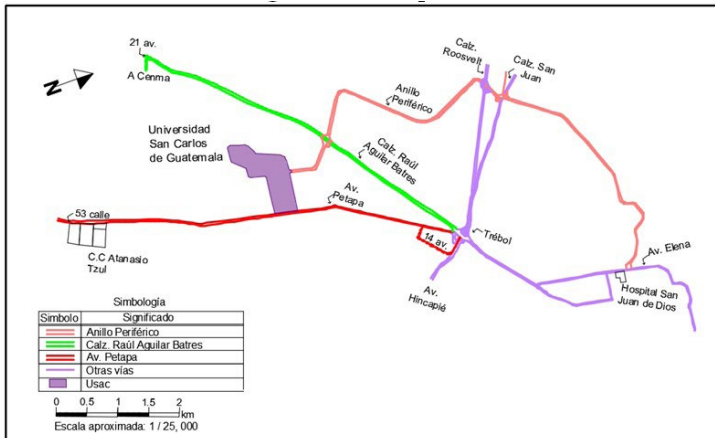 21 av.
A Cenma
N
Calz.
Roosvelt
Calz. San
Juan
Anillo
Periférico
Universidad
San Carlos
de Guatemala
Calz. Raúl
Aguilar Batres
Av.
Petapa
53 calle
C.C Atanasio
Tzul
14 av.
Trébol
Av.
Hincapié
Av. Elena
Hospital San
Juan de Dios
Simbología
Simbolo Significado
Anillo Periférico
Calz. Raúl Aguilar Batres
Av. Petapa
Otras vías
Usac
0 0.5 1 1.5 2
km
Escala aproximada: 1 / 25, 000